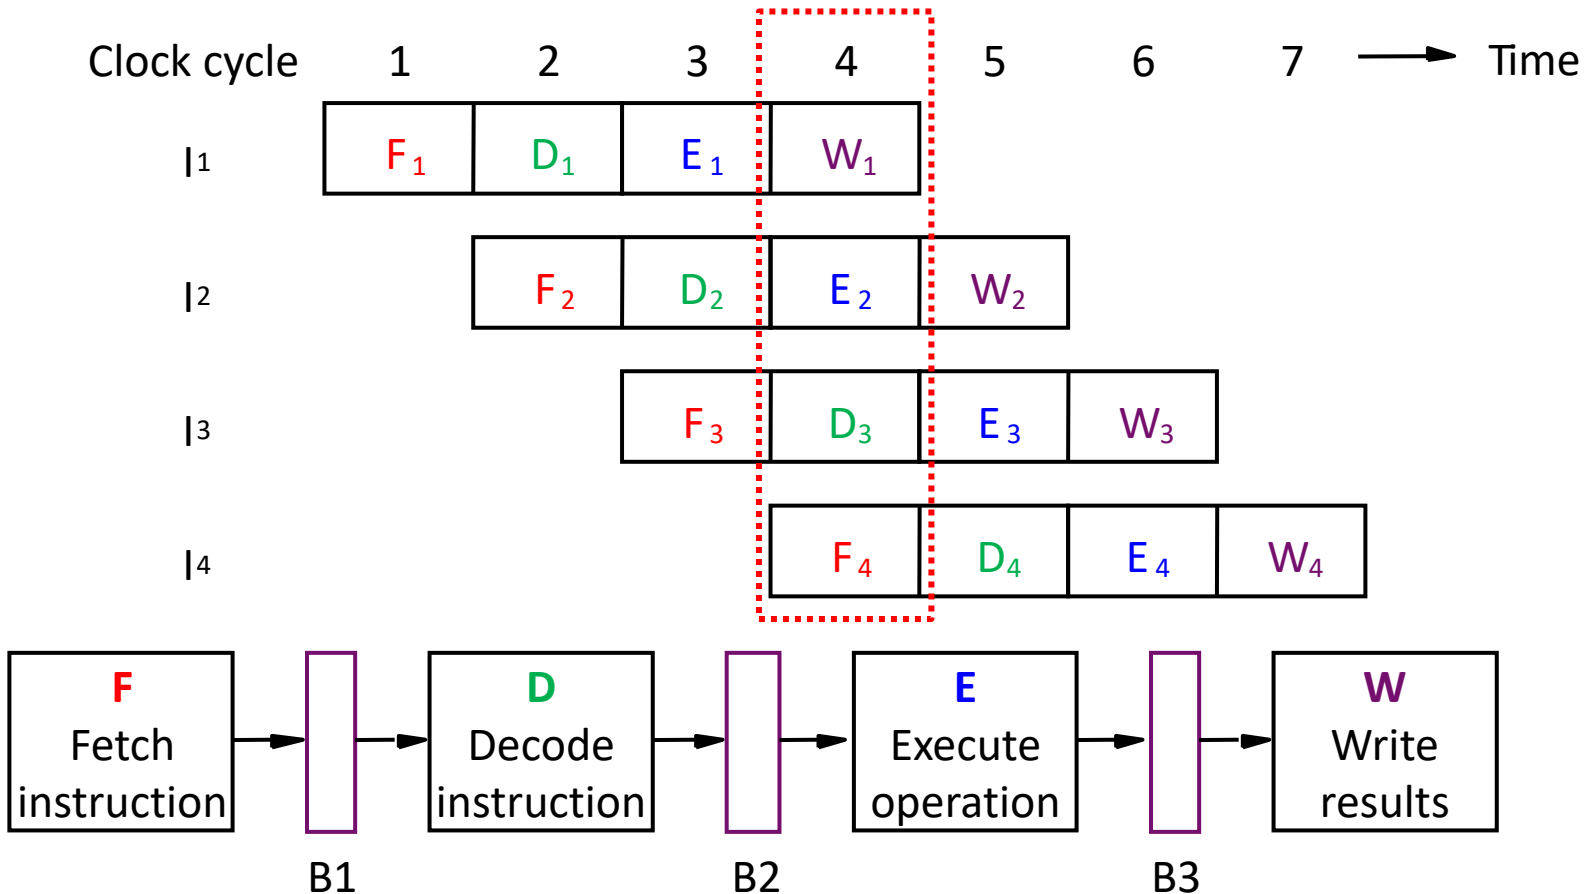 Clock cycle 1 2 3 4 5 6 7 Time
I1 F1 D1 E1 W1
I2 F2 D2 E2 W2
I3 F3 D3 E3 W3
I4 F4 D4 E4 W4
F D E W
Fetch Decode Execute Write
instruction instruction operation results
B1 B2 B3